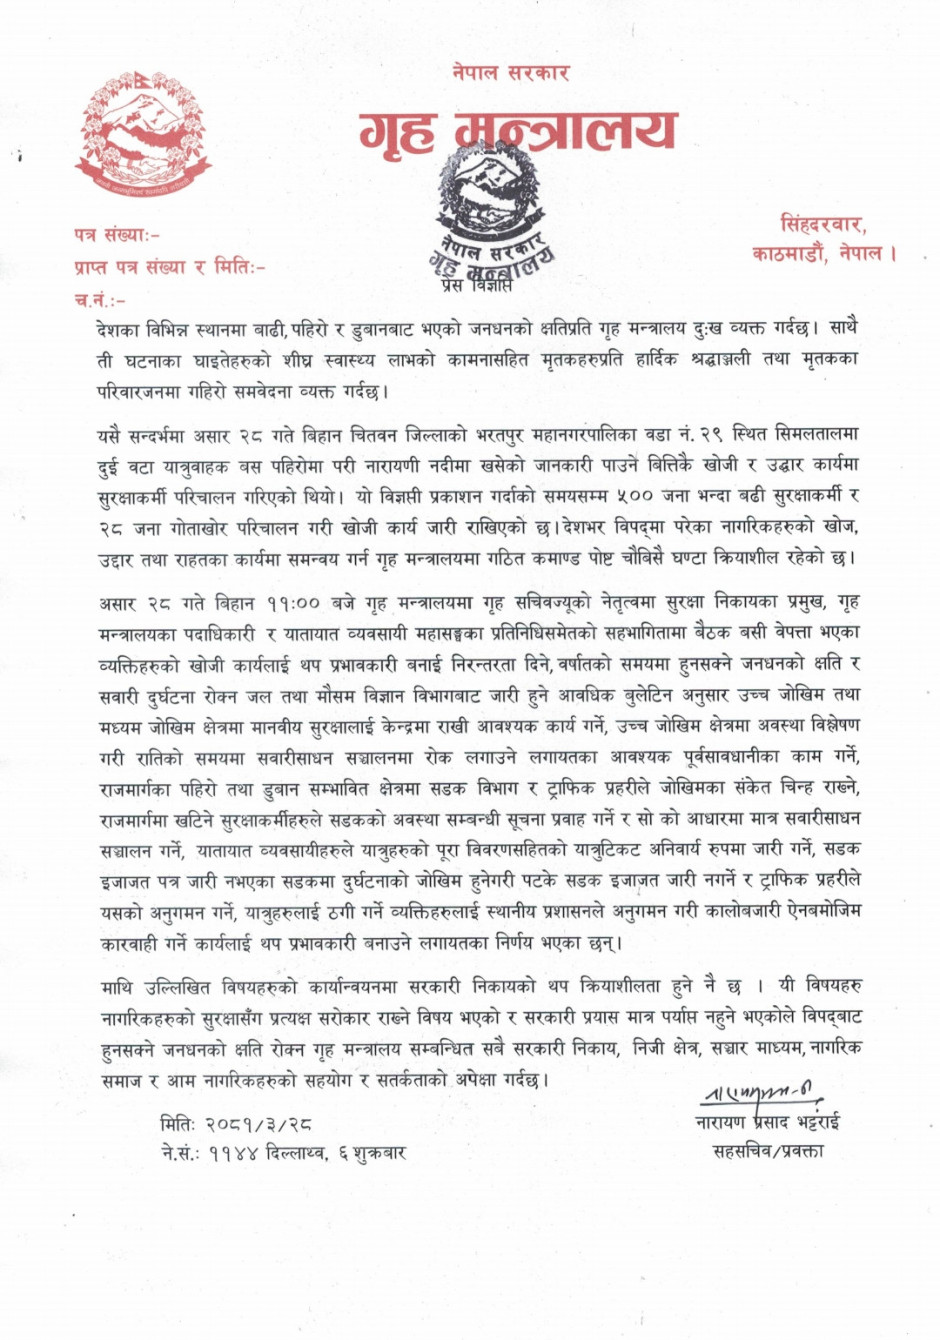 नेपाल सरकार
गृह मन्त्रालय
नेपाल सरकार
गृह मन्त्रालय
सिंहदरवार,
काठमाडौं, नेपाल ।
पत्र संख्याः-
प्राप्त पत्र संख्या र मितिः-
च.नं.:-
प्रेस विज्ञप्ति
देशका विभिन्न स्थानमा बाढी, पहिरो र डुबानबाट भएको जनधनको क्षतिप्रति गृह मन्त्रालय दुःख व्यक्त गर्दछ। साथै
ती घटनाका घाइतेहरुको शीघ्र स्वास्थ्य लाभको कामनासहित मृतकहरुप्रति हार्दिक श्रद्धाञ्जली तथा मृतकका
परिवारजनमा गहिरो समवेदना व्यक्त गर्दछ।
यसै सन्दर्भमा असार २८ गते बिहान चितवन जिल्लाको भरतपुर महानगरपालिका वडा नं. २९ स्थित सिमलतालमा
दुई वटा यात्रुवाहक बस पहिरोमा परी नारायणी नदीमा खसेको जानकारी पाउने बित्तिकै खोजी र उद्धार कार्यमा
सुरक्षाकर्मी परिचालन गरिएको थियो। यो विज्ञप्ती प्रकाशन गर्दाको समयसम्म ५०० जना भन्दा बढी सुरक्षाकर्मी र
२८ जना गोताखोर परिचालन गरी खोजी कार्य जारी राखिएको छ। देशभर विपद्मा परेका नागरिकहरुको खोज,
उद्दार तथा राहतका कार्यमा समन्वय गर्न गृह मन्त्रालयमा गठित कमाण्ड पोष्ट चौबिसै घण्टा क्रियाशील रहेको छ।
असार २८ गते बिहान ११:०० बजे गृह मन्त्रालयमा गृह सचिवज्यूको नेतृत्वमा सुरक्षा निकायका प्रमुख, गृह
मन्त्रालयका पदाधिकारी र यातायात व्यवसायी महासङ्घका प्रतिनिधिसमेतको सहभागितामा बैठक बसी वेपत्ता भएका
व्यक्तिहरुको खोजी कार्यलाई थप प्रभावकारी बनाई निरन्तरता दिने, वर्षातको समयमा हुनसक्ने जनधनको क्षति र
सवारी दुर्घटना रोक्न जल तथा मौसम विज्ञान विभागबाट जारी हुने आवधिक बुलेटिन अनुसार उच्च जोखिम तथा
मध्यम जोखिम क्षेत्रमा मानवीय सुरक्षालाई केन्द्रमा राखी आवश्यक कार्य गर्ने, उच्च जोखिम क्षेत्रमा अवस्था विश्लेषण
गरी रातिको समयमा सवारीसाधन सञ्चालनमा रोक लगाउने लगायतका आवश्यक पूर्वसावधानीका काम गर्ने,
राजमार्गका पहिरो तथा डुबान सम्भावित क्षेत्रमा सडक विभाग र ट्राफिक प्रहरीले जोखिमका संकेत चिन्ह राख्ने,
राजमार्गमा खटिने सुरक्षाकर्मीहरुले सडकको अवस्था सम्बन्धी सूचना प्रवाह गर्ने र सो को आधारमा मात्र सवारीसाधन
सञ्चालन गर्ने, यातायात व्यवसायीहरुले यात्रुहरुको पूरा विवरणसहितको यात्रुटिकट अनिवार्य रुपमा जारी गर्ने, सडक
इजाजत पत्र जारी नभएका सडकमा दुर्घटनाको जोखिम हुनेगरी पटके सडक इजाजत जारी नगर्ने र ट्राफिक प्रहरीले
यसको अनुगमन गर्ने, यात्रुहरुलाई ठगी गर्ने व्यक्तिहरुलाई स्थानीय प्रशासनले अनुगमन गरी कालोबजारी ऐनबमोजिम
कारवाही गर्ने कार्यलाई थप प्रभावकारी बनाउने लगायतका निर्णय भएका छन्।
माथि उल्लिखित विषयहरुको कार्यान्वयनमा सरकारी निकायको थप क्रियाशीलता हुने नै छ । यी विषयहरु
नागरिकहरुको सुरक्षासँग प्रत्यक्ष सरोकार राख्ने विषय भएको र सरकारी प्रयास मात्र पर्याप्त नहुने भएकोले विपद्बाट
हुनसक्ने जनधनको क्षति रोक्न गृह मन्त्रालय सम्बन्धित सबै सरकारी निकाय, निजी क्षेत्र, सञ्चार माध्यम, नागरिक
समाज र आम नागरिकहरुको सहयोग र सतर्कताको अपेक्षा गर्दछ।
मितिः २०८१/३/२८
ने.सं.: ११४४ दिल्लाथ्व, ६ शुक्रबार
नारायण प्रसाद भट्टराई
सहसचिव/प्रवक्ता